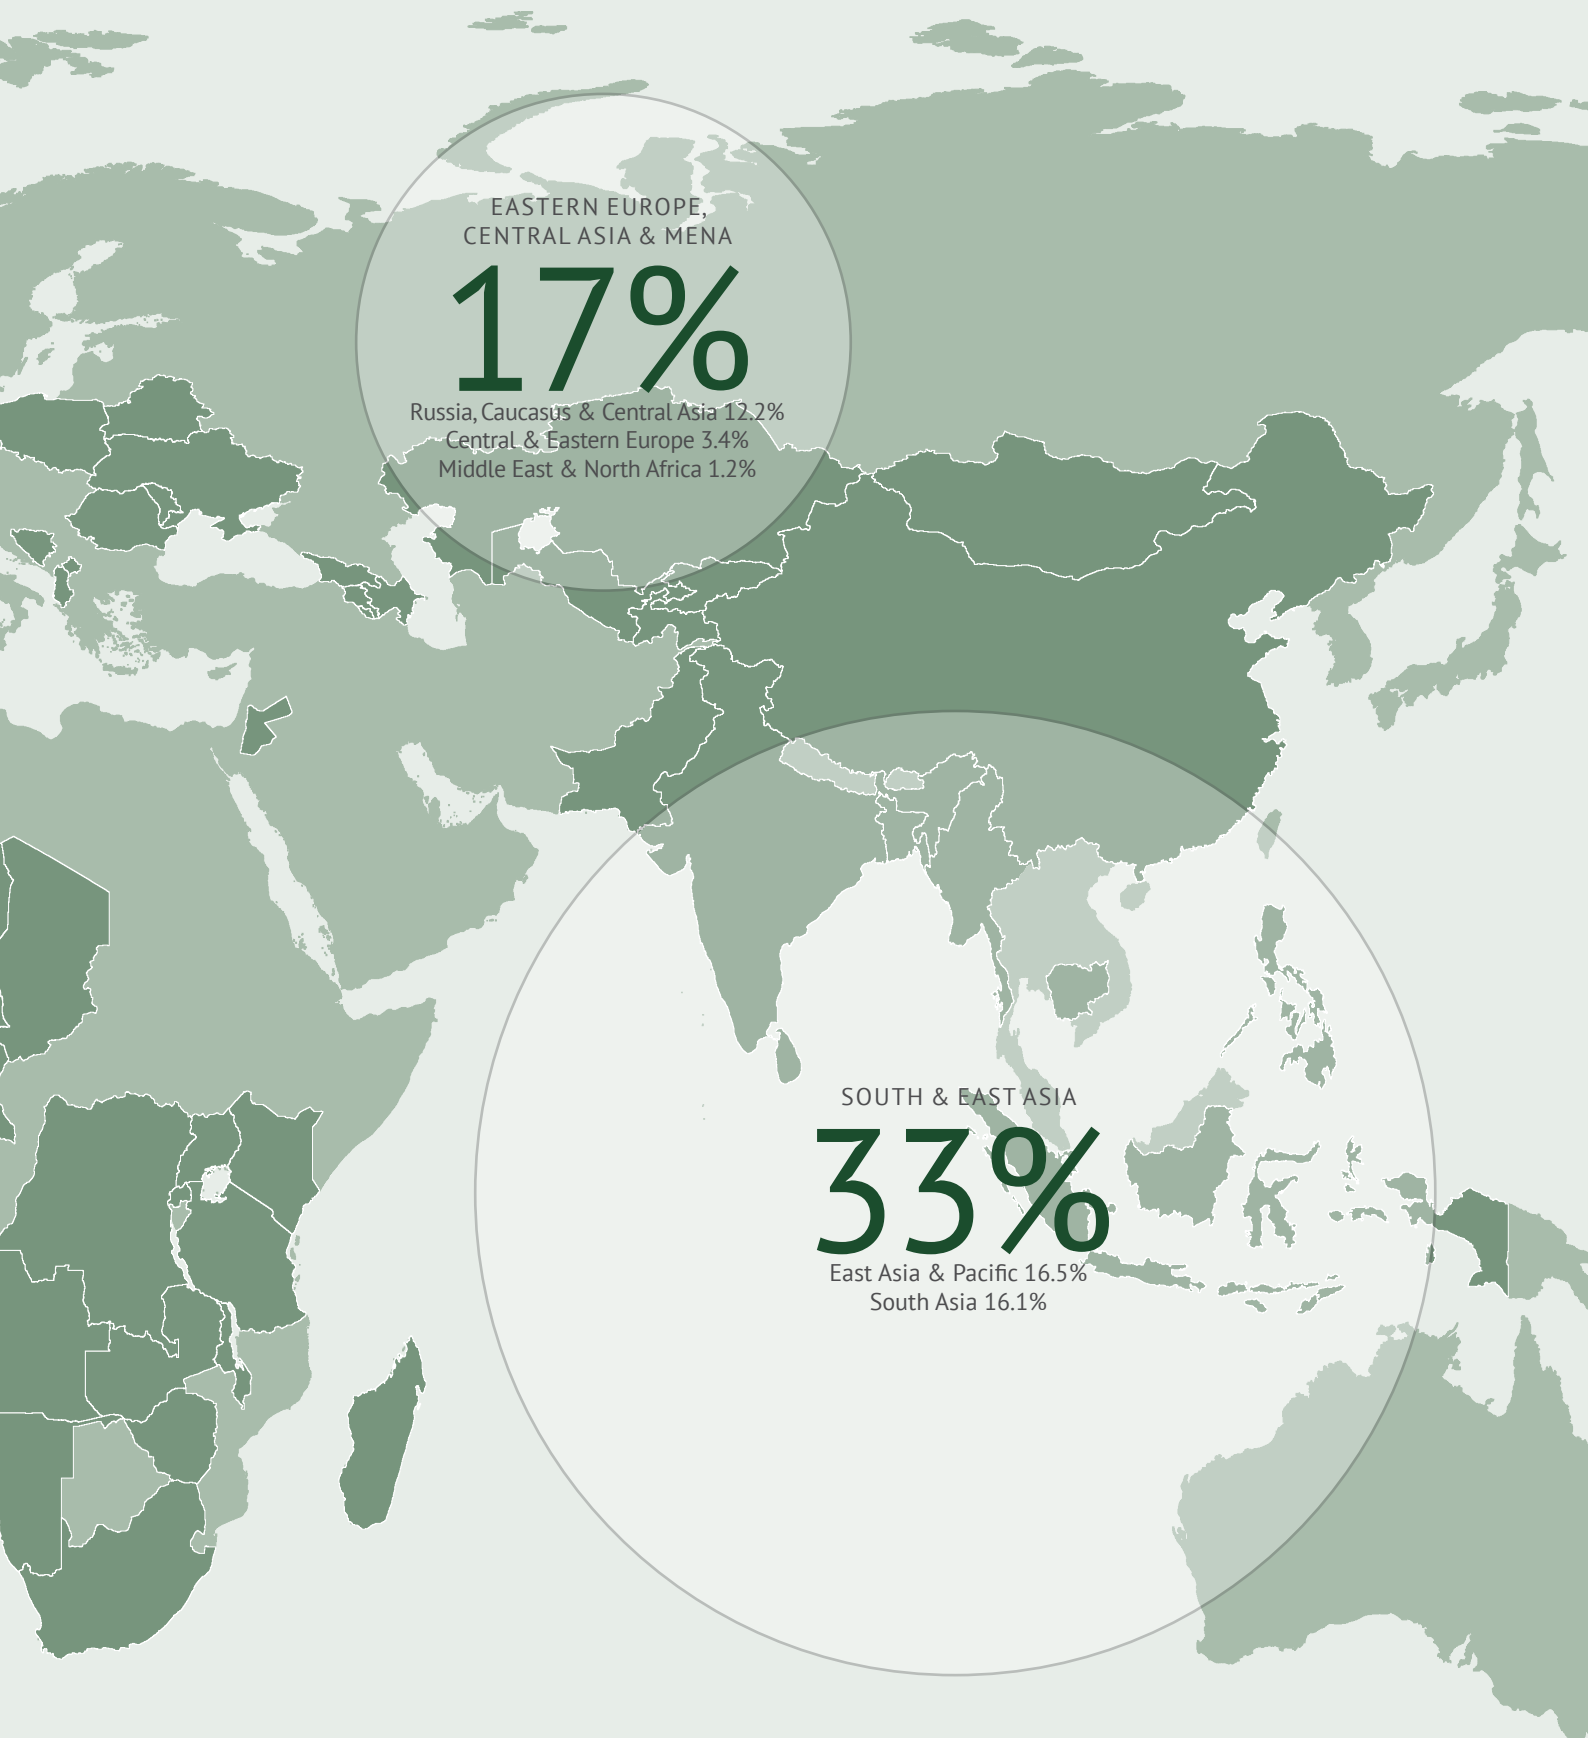 EASTERN EUROPE,
CENTRAL ASIA & MENA
17%
Russia, Caucasus & Central Asia 12.2%
Central & Eastern Europe 3.4%
Middle East & North Africa 1.2%
SOUTH & EAST ASIA
33%
East Asia & Pacific 16.5%
South Asia 16.1%